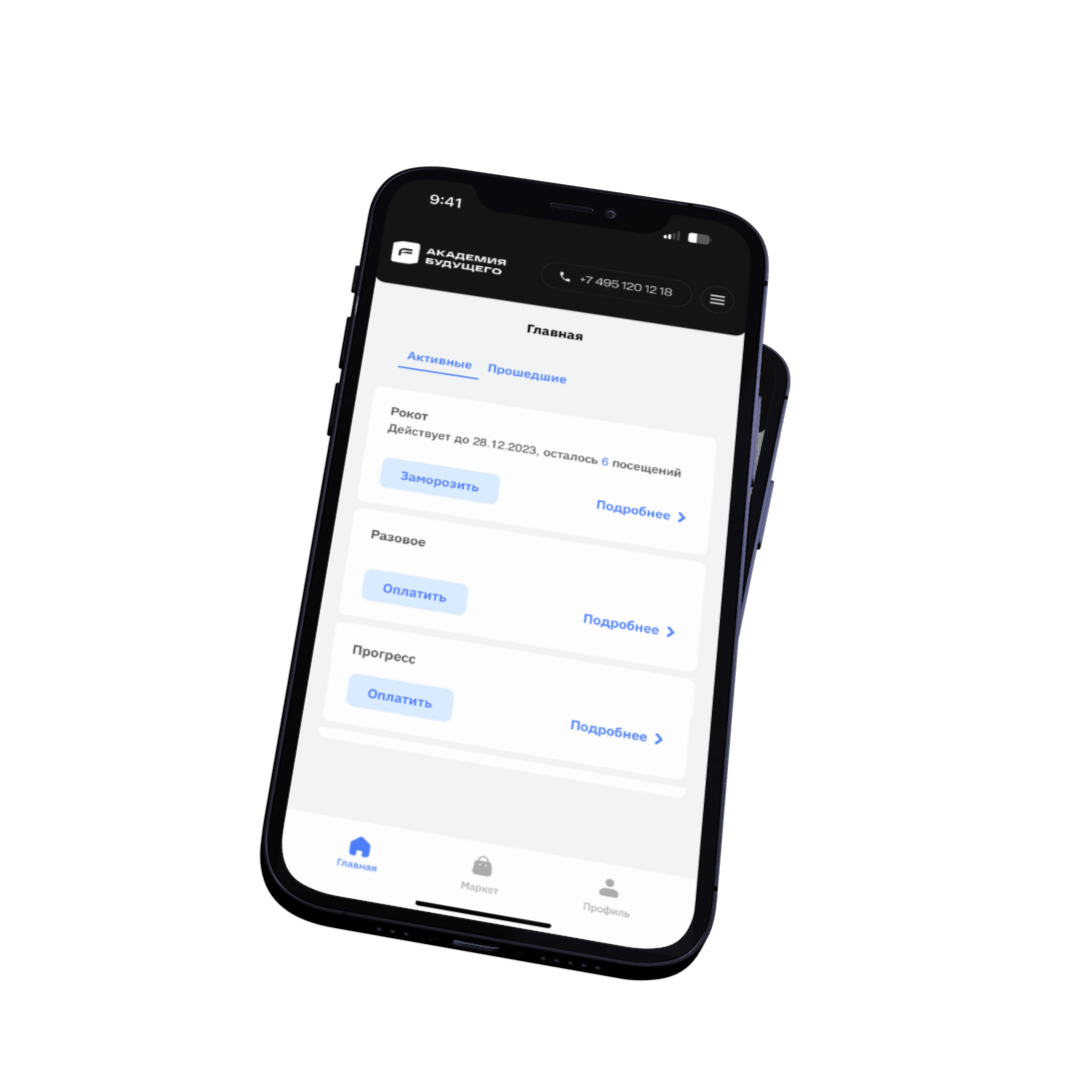 9:41
АКАДЕМИЯ
БУДУЩЕГО
+7 495 120 12 18
Главная
Активные Прошедшие
Рокот
Действует до 28.12.2023, осталось 6 посещений
Заморозить
Подробнее
Разовое
Оплатить
Подробнее
Прогресс
Оплатить
Подробнее
Главная
Маркет
Профиль